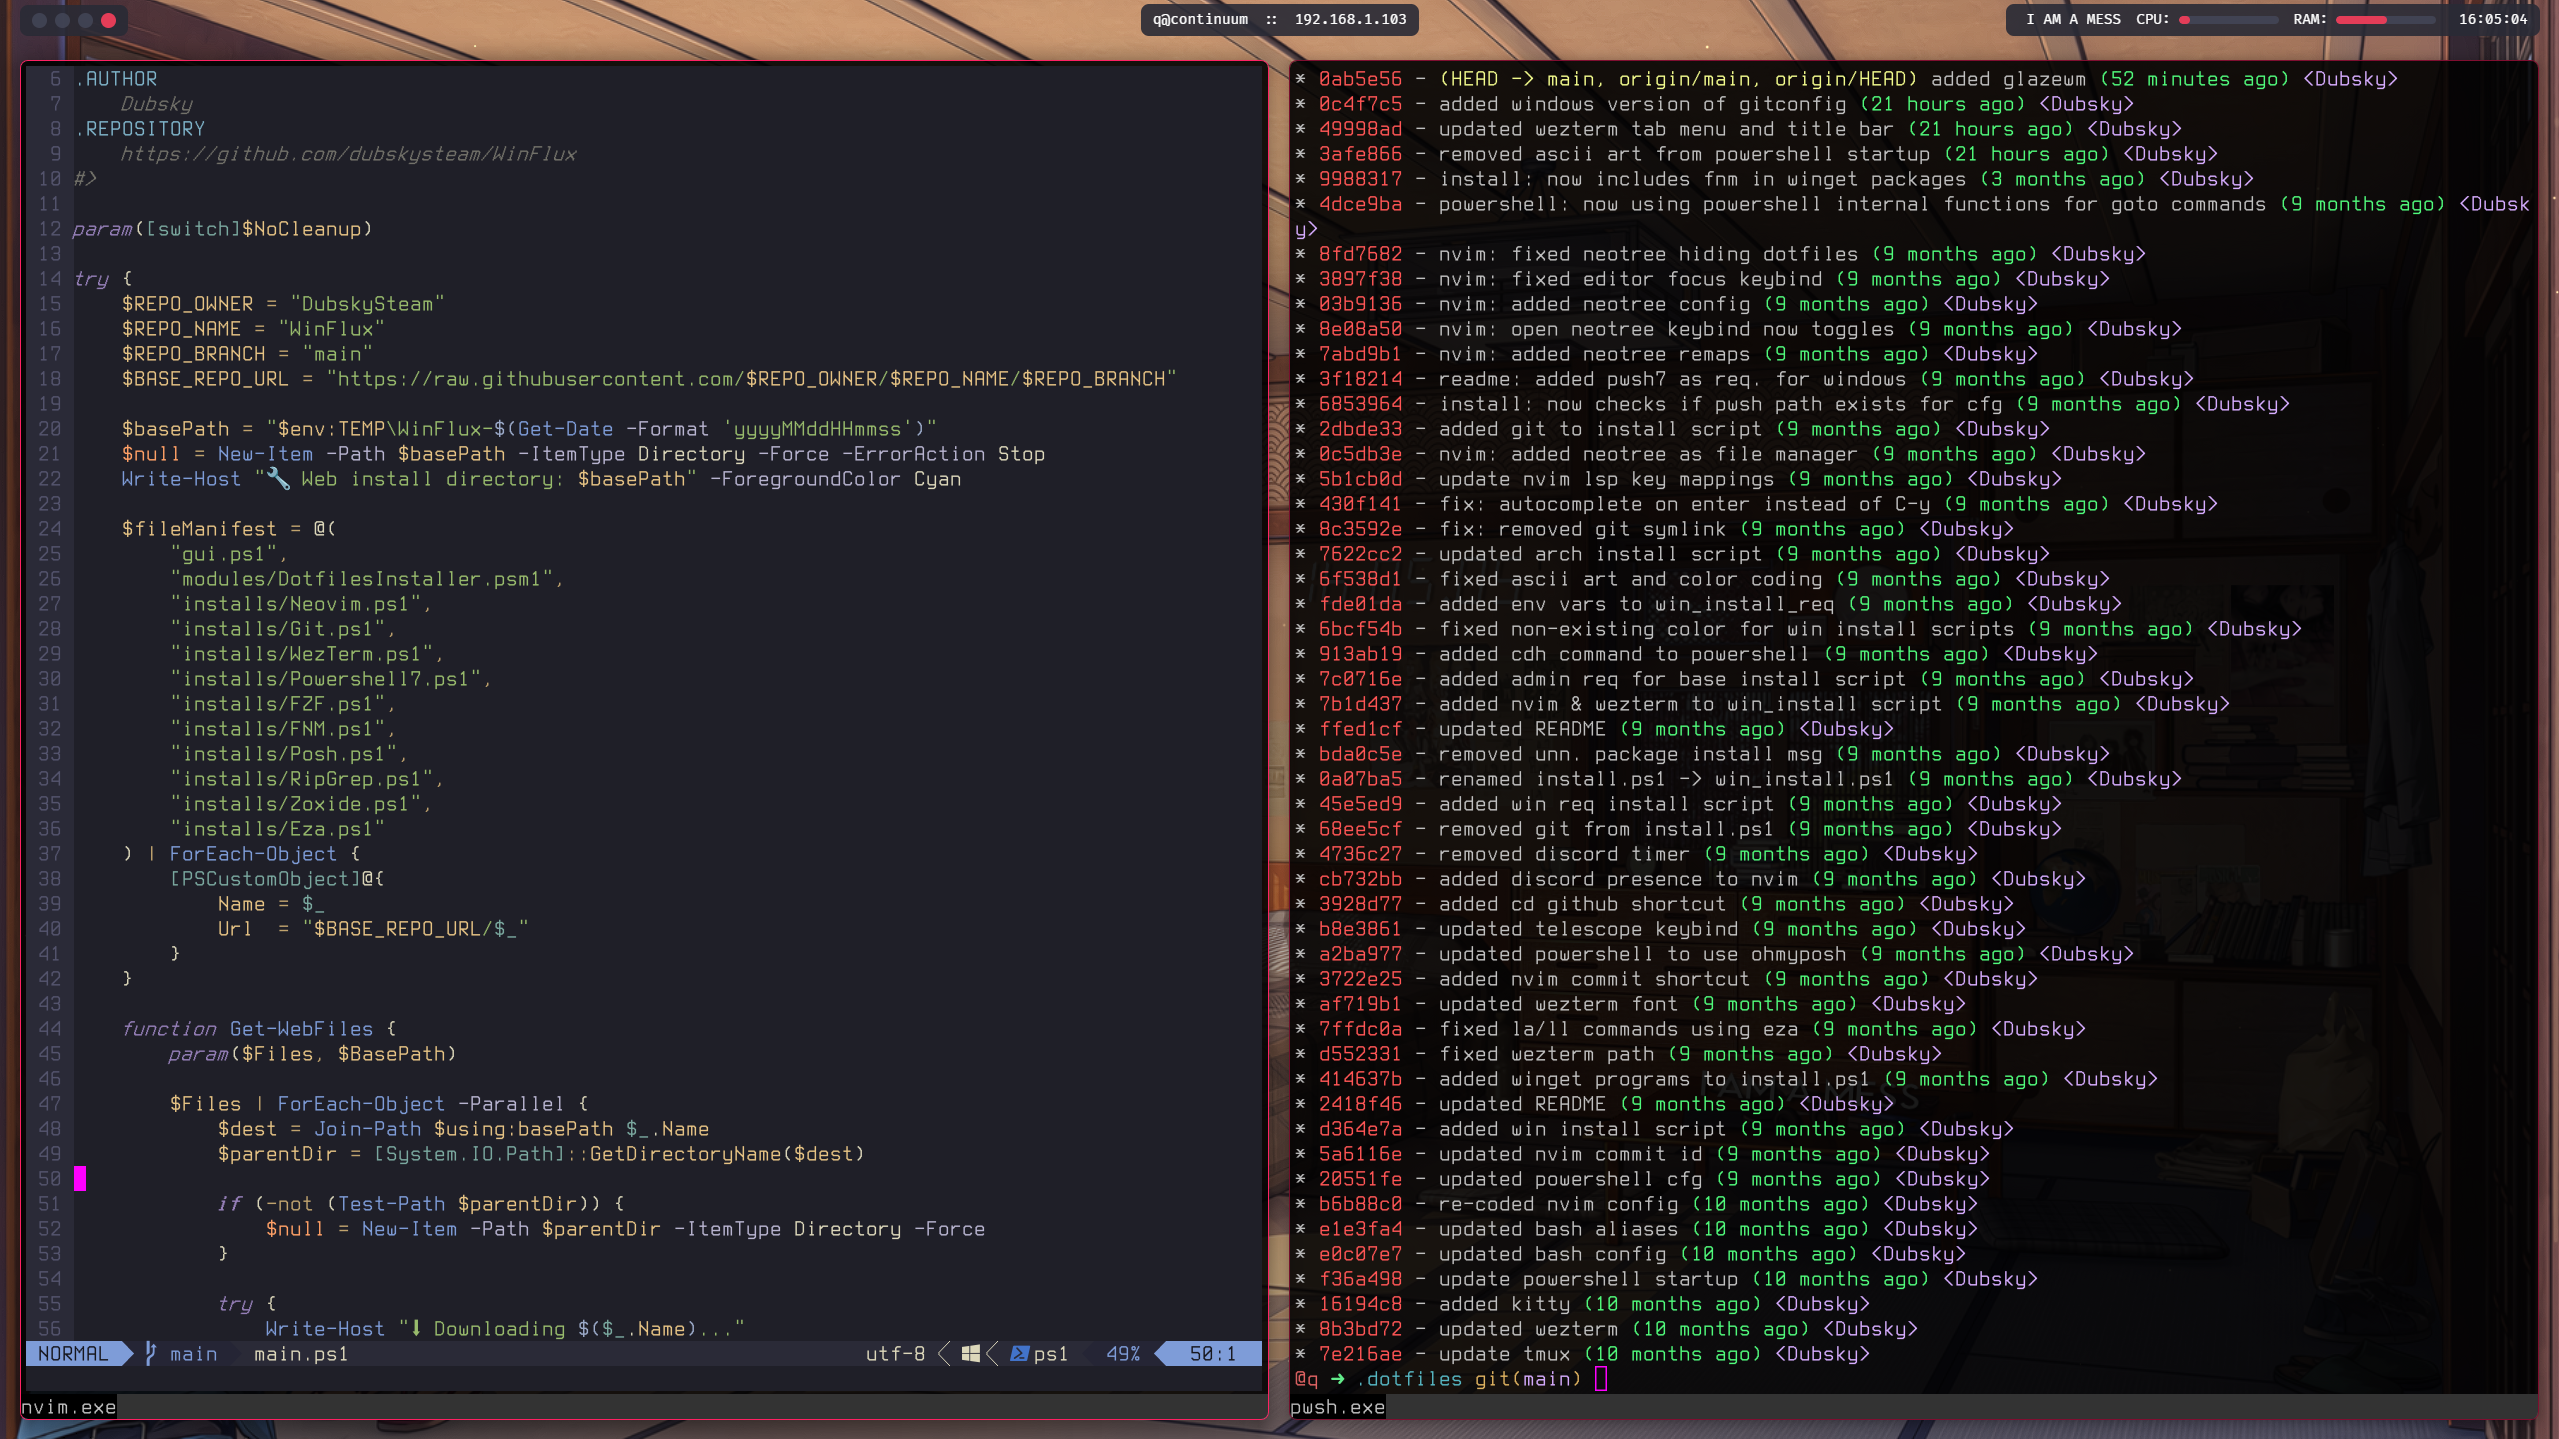 q@continuum :: 192.168.1.103
I AM A MESS CPU: RAM: 16:05:04
6 .AUTHOR
7 Dubsky
8 .REPOSITORY
9 https://github.com/dubskysteam/WinFlux
10 #>
11
12 param([switch]$NoCleanup)
13
14 try {
15 $REPO_OWNER = "DubskySteam"
16 $REPO_NAME = "WinFlux"
17 $REPO_BRANCH = "main"
18 $BASE_REPO_URL = "https://raw.githubusercontent.com/$REPO_OWNER/$REPO_NAME/$REPO_BRANCH"
19
20 $basePath = "$env:TEMP\WinFlux-$(Get-Date -Format 'yyyyMMddHHmmss')"
21 $null = New-Item -Path $basePath -ItemType Directory -Force -ErrorAction Stop
22 Write-Host "🔧 Web install directory: $basePath" -ForegroundColor Cyan
23
24 $fileManifest = @(
25 "gui.ps1",
26 "modules/DotfilesInstaller.psm1",
27 "installs/Neovim.ps1",
28 "installs/Git.ps1",
29 "installs/WezTerm.ps1",
30 "installs/Powershell7.ps1",
31 "installs/FZF.ps1",
32 "installs/FNM.ps1",
33 "installs/Posh.ps1",
34 "installs/RipGrep.ps1",
35 "installs/Zoxide.ps1",
36 "installs/Eza.ps1"
37 ) | ForEach-Object {
38 [PSCustomObject]@{
39 Name = $_
40 Url = "$BASE_REPO_URL/$_"
41 }
42 }
43
44 function Get-WebFiles {
45 param($Files, $BasePath)
46
47 $Files | ForEach-Object -Parallel {
48 $dest = Join-Path $using:basePath $_.Name
49 $parentDir = [System.IO.Path]::GetDirectoryName($dest)
50
51 if (-not (Test-Path $parentDir)) {
52 $null = New-Item -Path $parentDir -ItemType Directory -Force
53 }
54
55 try {
56 Write-Host "⬇ Downloading $($_.Name)..."
NORMAL main main.ps1 utf-8 ps1 49% 50:1
nvim.exe
* 0ab5e56 - (HEAD -> main, origin/main, origin/HEAD) added glazewm (52 minutes ago) <Dubsky>
* 0c4f7c5 - added windows version of gitconfig (21 hours ago) <Dubsky>
* 49998ad - updated wezterm tab menu and title bar (21 hours ago) <Dubsky>
* 3afe866 - removed ascii art from powershell startup (21 hours ago) <Dubsky>
* 9988317 - install: now includes fnm in winget packages (3 months ago) <Dubsky>
* 4dce9ba - powershell: now using powershell internal functions for goto commands (9 months ago) <Dubsk
y>
* 8fd7682 - nvim: fixed neotree hiding dotfiles (9 months ago) <Dubsky>
* 3897f38 - nvim: fixed editor focus keybind (9 months ago) <Dubsky>
* 03b9136 - nvim: added neotree config (9 months ago) <Dubsky>
* 8e08a50 - nvim: open neotree keybind now toggles (9 months ago) <Dubsky>
* 7abd9b1 - nvim: added neotree remaps (9 months ago) <Dubsky>
* 3f18214 - readme: added pwsh7 as req. for windows (9 months ago) <Dubsky>
* 6853964 - install: now checks if pwsh path exists for cfg (9 months ago) <Dubsky>
* 2dbde33 - added git to install script (9 months ago) <Dubsky>
* 0c5db3e - nvim: added neotree as file manager (9 months ago) <Dubsky>
* 5b1cb0d - update nvim lsp key mappings (9 months ago) <Dubsky>
* 430f141 - fix: autocomplete on enter instead of C-y (9 months ago) <Dubsky>
* 8c3592e - fix: removed git symlink (9 months ago) <Dubsky>
* 7622cc2 - updated arch install script (9 months ago) <Dubsky>
* 6f538d1 - fixed ascii art and color coding (9 months ago) <Dubsky>
* fde01da - added env vars to win_install_req (9 months ago) <Dubsky>
* 6bcf54b - fixed non-existing color for win install scripts (9 months ago) <Dubsky>
* 913ab19 - added cdh command to powershell (9 months ago) <Dubsky>
* 7c0716e - added admin req for base install script (9 months ago) <Dubsky>
* 7b1d437 - added nvim & wezterm to win_install script (9 months ago) <Dubsky>
* ffed1cf - updated README (9 months ago) <Dubsky>
* bda0c5e - removed unn. package install msg (9 months ago) <Dubsky>
* 0a07ba5 - renamed install.ps1 -> win_install.ps1 (9 months ago) <Dubsky>
* 45e5ed9 - added win req install script (9 months ago) <Dubsky>
* 68ee5cf - removed git from install.ps1 (9 months ago) <Dubsky>
* 4736c27 - removed discord timer (9 months ago) <Dubsky>
* cb732bb - added discord presence to nvim (9 months ago) <Dubsky>
* 3928d77 - added cd github shortcut (9 months ago) <Dubsky>
* b8e3861 - updated telescope keybind (9 months ago) <Dubsky>
* a2ba977 - updated powershell to use ohmyposh (9 months ago) <Dubsky>
* 3722e25 - added nvim commit shortcut (9 months ago) <Dubsky>
* af719b1 - updated wezterm font (9 months ago) <Dubsky>
* 7ffdc0a - fixed la/ll commands using eza (9 months ago) <Dubsky>
* d552331 - fixed wezterm path (9 months ago) <Dubsky>
* 414637b - added winget programs to install.ps1 (9 months ago) <Dubsky>
* 2418f46 - updated README (9 months ago) <Dubsky>
* d364e7a - added win install script (9 months ago) <Dubsky>
* 5a6116e - updated nvim commit id (9 months ago) <Dubsky>
* 20551fe - updated powershell cfg (9 months ago) <Dubsky>
* b6b88c0 - re-coded nvim config (10 months ago) <Dubsky>
* e1e3fa4 - updated bash aliases (10 months ago) <Dubsky>
* e0c07e7 - updated bash config (10 months ago) <Dubsky>
* f36a498 - update powershell startup (10 months ago) <Dubsky>
* 16194c8 - added kitty (10 months ago) <Dubsky>
* 8b3bd72 - updated wezterm (10 months ago) <Dubsky>
* 7e216ae - update tmux (10 months ago) <Dubsky>
@q ➜ .dotfiles git(main)
pwsh.exe